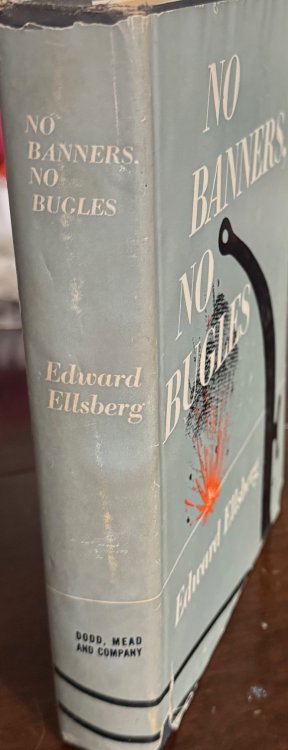 NO
BANNERS,
NO
BUGLES
Edward
Ellsberg
DODD, MEAD
AND COMPANY
NO
BANNERS,
NO
BUGLES
Edward Ellsberg